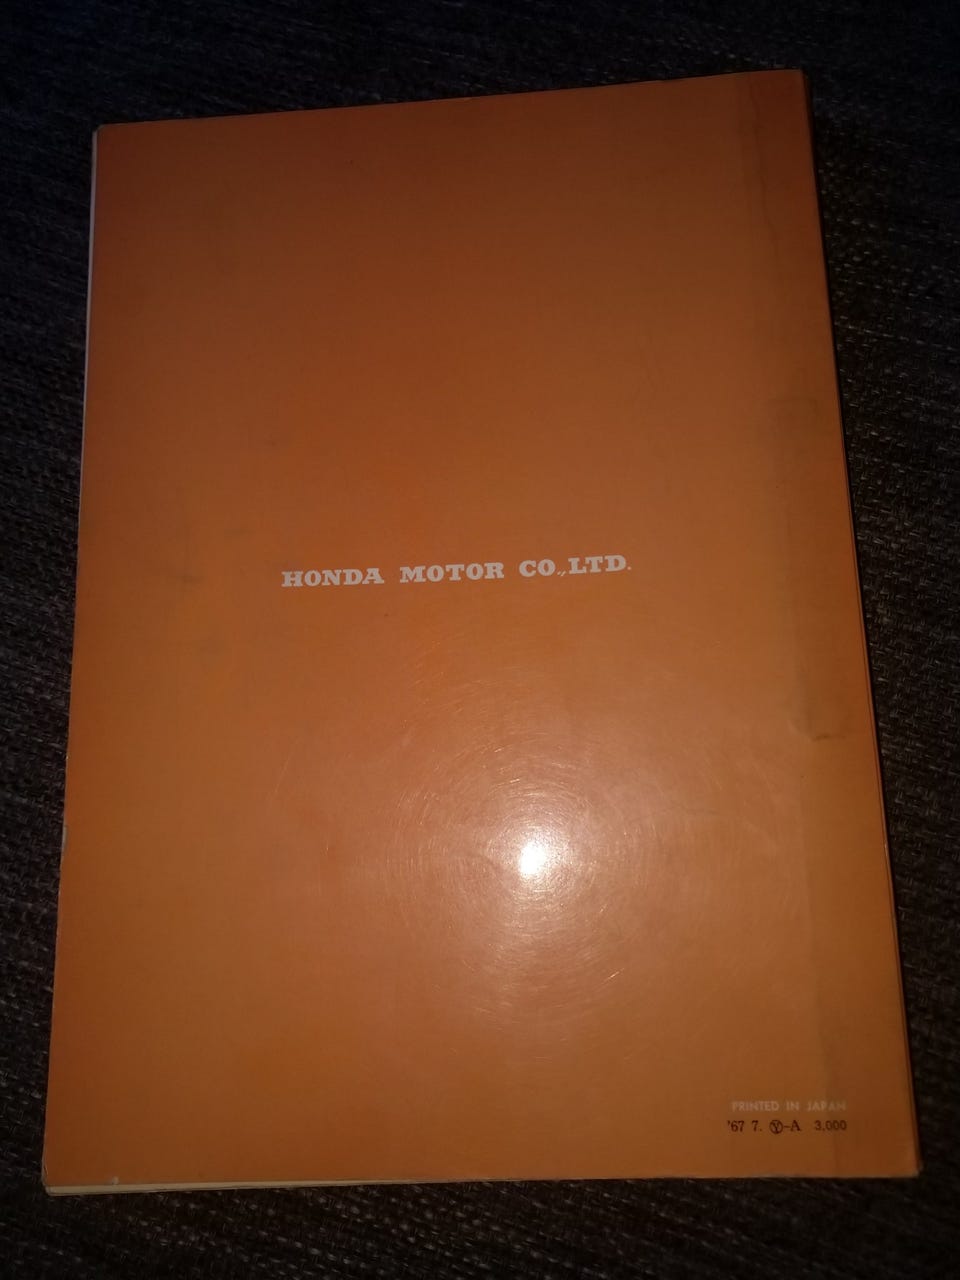 HONDA MOTOR CO.,LTD.
PRINTED IN JAPAN
'67 7. Ⓨ-A 3,000